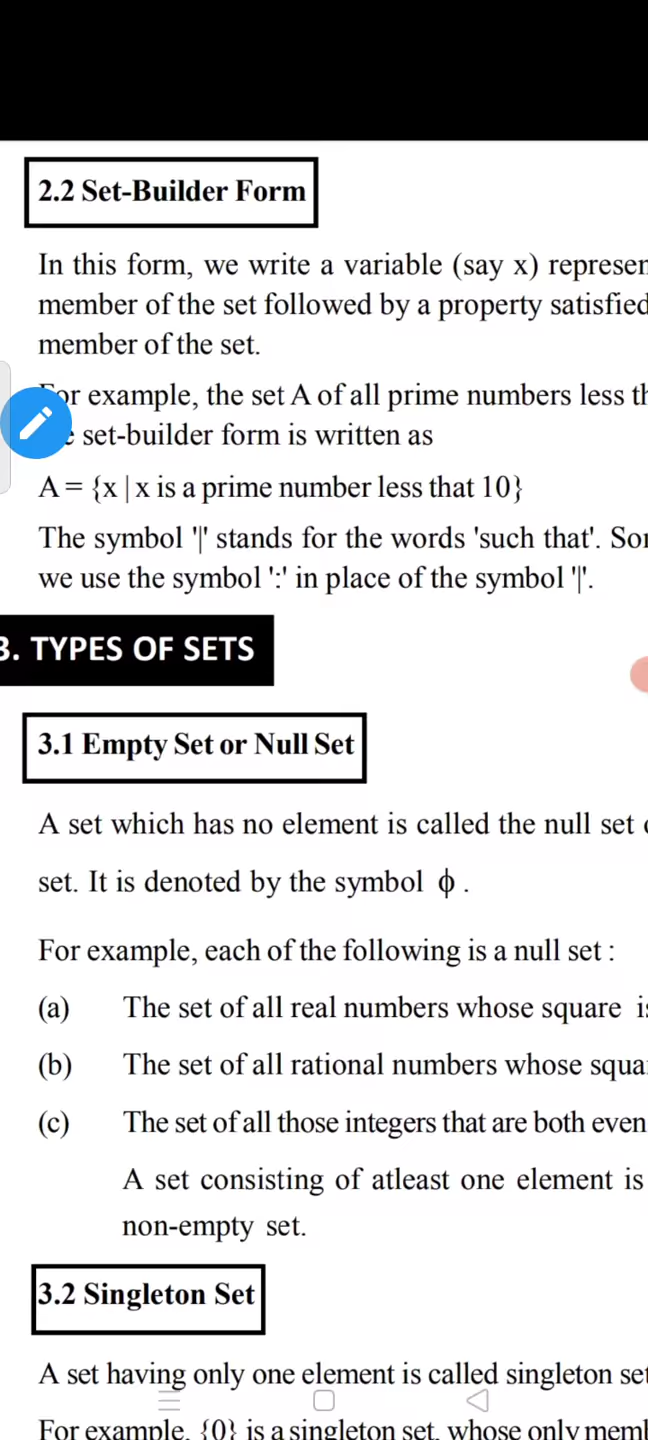 2.2 Set-Builder Form
In this form, we write a variable (say x)
member of the set followed by a property satisfied
member of the set.
For example, the set A of all prime numbers less
set-builder form is written as
A = {x | x is a prime number less that 10}
The symbol '|' stands for the words 'such that'.
we use the symbol ':' in place of the symbol '|'.
3. TYPES OF SETS
3.1 Empty Set or Null Set
A set which has no element is called the null set
set. It is denoted by the symbol ϕ .
For example, each of the following is a null set :
(a) The set of all real numbers whose square
(b) The set of all rational numbers whose
(c) The set of all those integers that are both even
A set consisting of atleast one element is
non-empty set.
3.2 Singleton Set
A set having only one element is called singleton set
For example, {0} is a singleton set, whose only